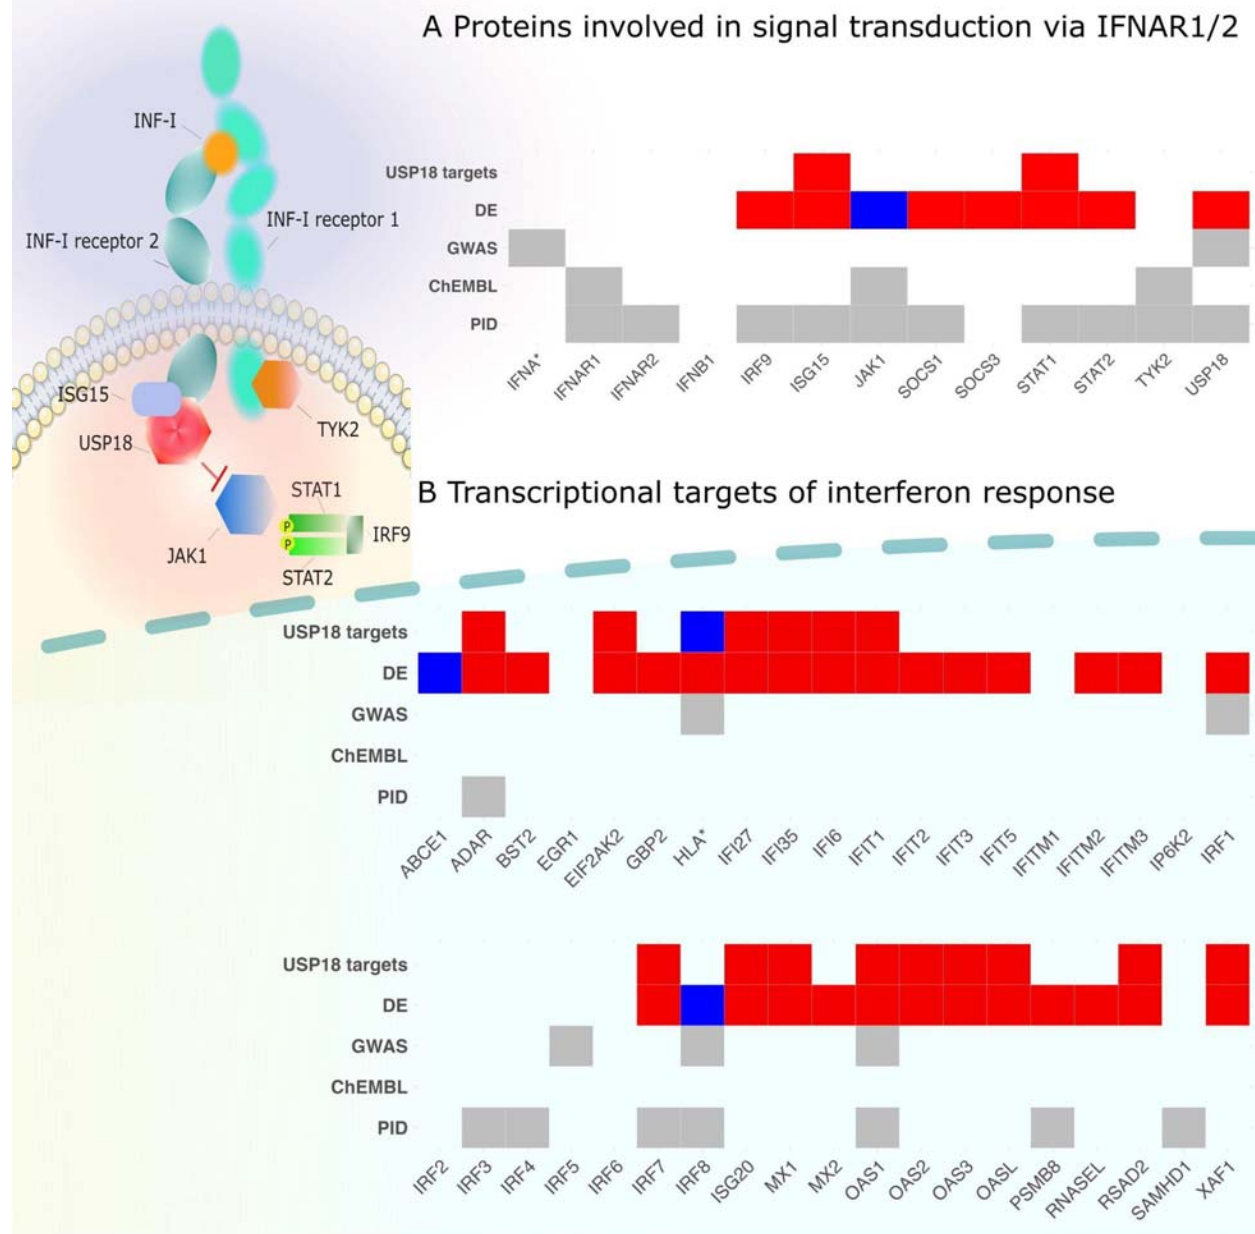 A Proteins involved in signal transduction via IFNAR1/2
INF-I
INF-I receptor 1
INF-I receptor 2
ISG15
USP18
TYK2
STAT1
IRF9
JAK1
STAT2
P
P
USP18 targets
DE
GWAS
ChEMBL
PID
IFNA* IFNAR1 IFNAR2 IFNB1 IRF9 ISG15 JAK1 SOCS1 SOCS3 STAT1 STAT2 TYK2 USP18
B Transcriptional targets of interferon response
USP18 targets
DE
GWAS
ChEMBL
PID
ABCE1 ADAR BST2 EGR1 EIF2AK2 GBP2 HLA* IFI27 IFI35 IFI6 IFIT1 IFIT2 IFIT3 IFIT5 IFITM1 IFITM2 IFITM3 IP6K2 IRF1
USP18 targets
DE
GWAS
ChEMBL
PID
IRF2 IRF3 IRF4 IRF5 IRF6 IRF7 IRF8 ISG20 MX1 MX2 OAS1 OAS2 OAS3 OASL PSMB8 RNASEL RSAD2 SAMHD1 XAF1